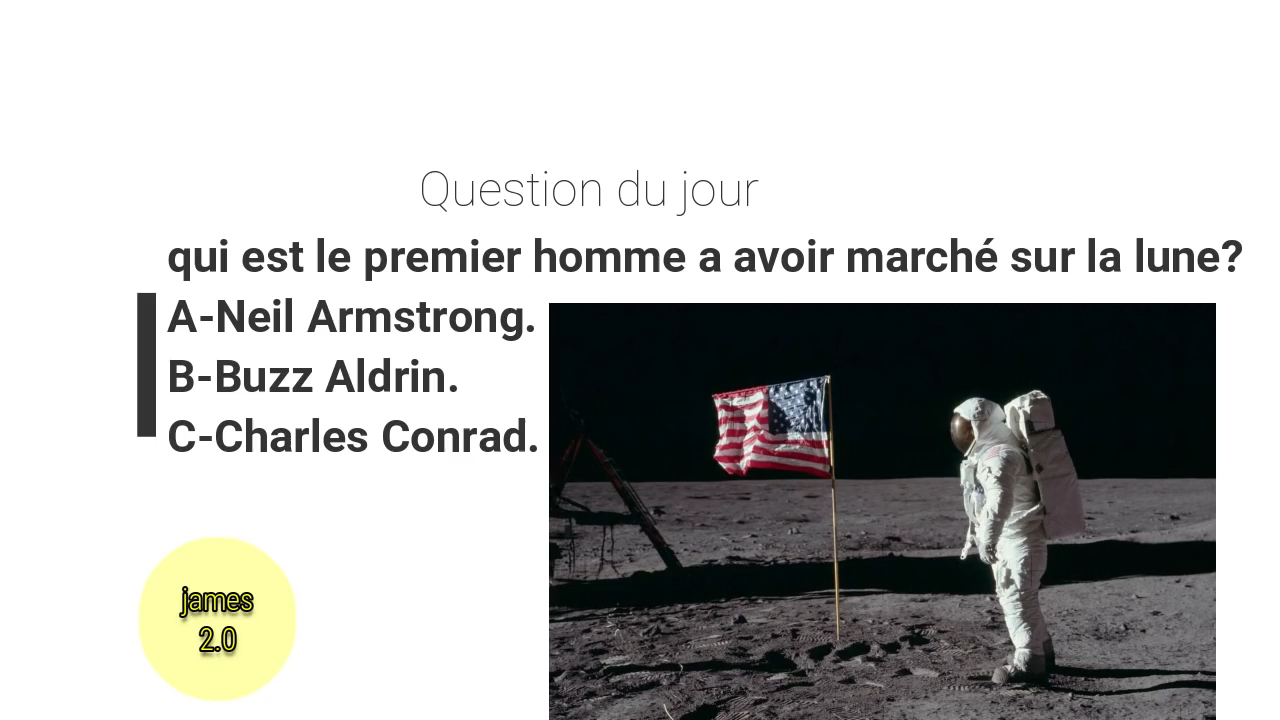 Question du jour
qui est le premier homme a avoir marché sur la lune?
A-Neil Armstrong.
B-Buzz Aldrin.
C-Charles Conrad.
james
2.0